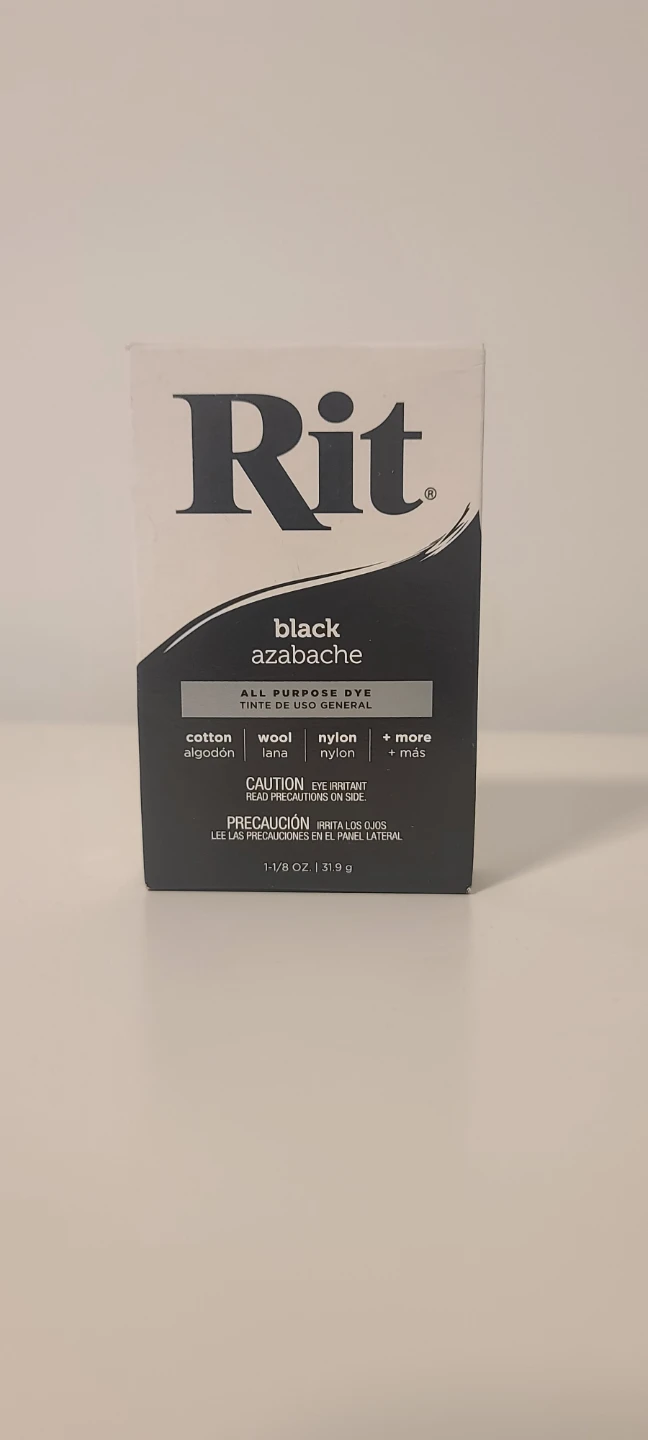 Rit®
black
azabache
ALL PURPOSE DYE
TINTE DE USO GENERAL
cotton wool nylon + more
algodón lana nylon + más
CAUTION EYE IRRITANT
READ PRECAUTIONS ON SIDE.
PRECAUCIÓN IRRITA LOS OJOS
LEE LAS PRECAUCIONES EN EL PANEL LATERAL
1-1/8 OZ. | 31.9 g